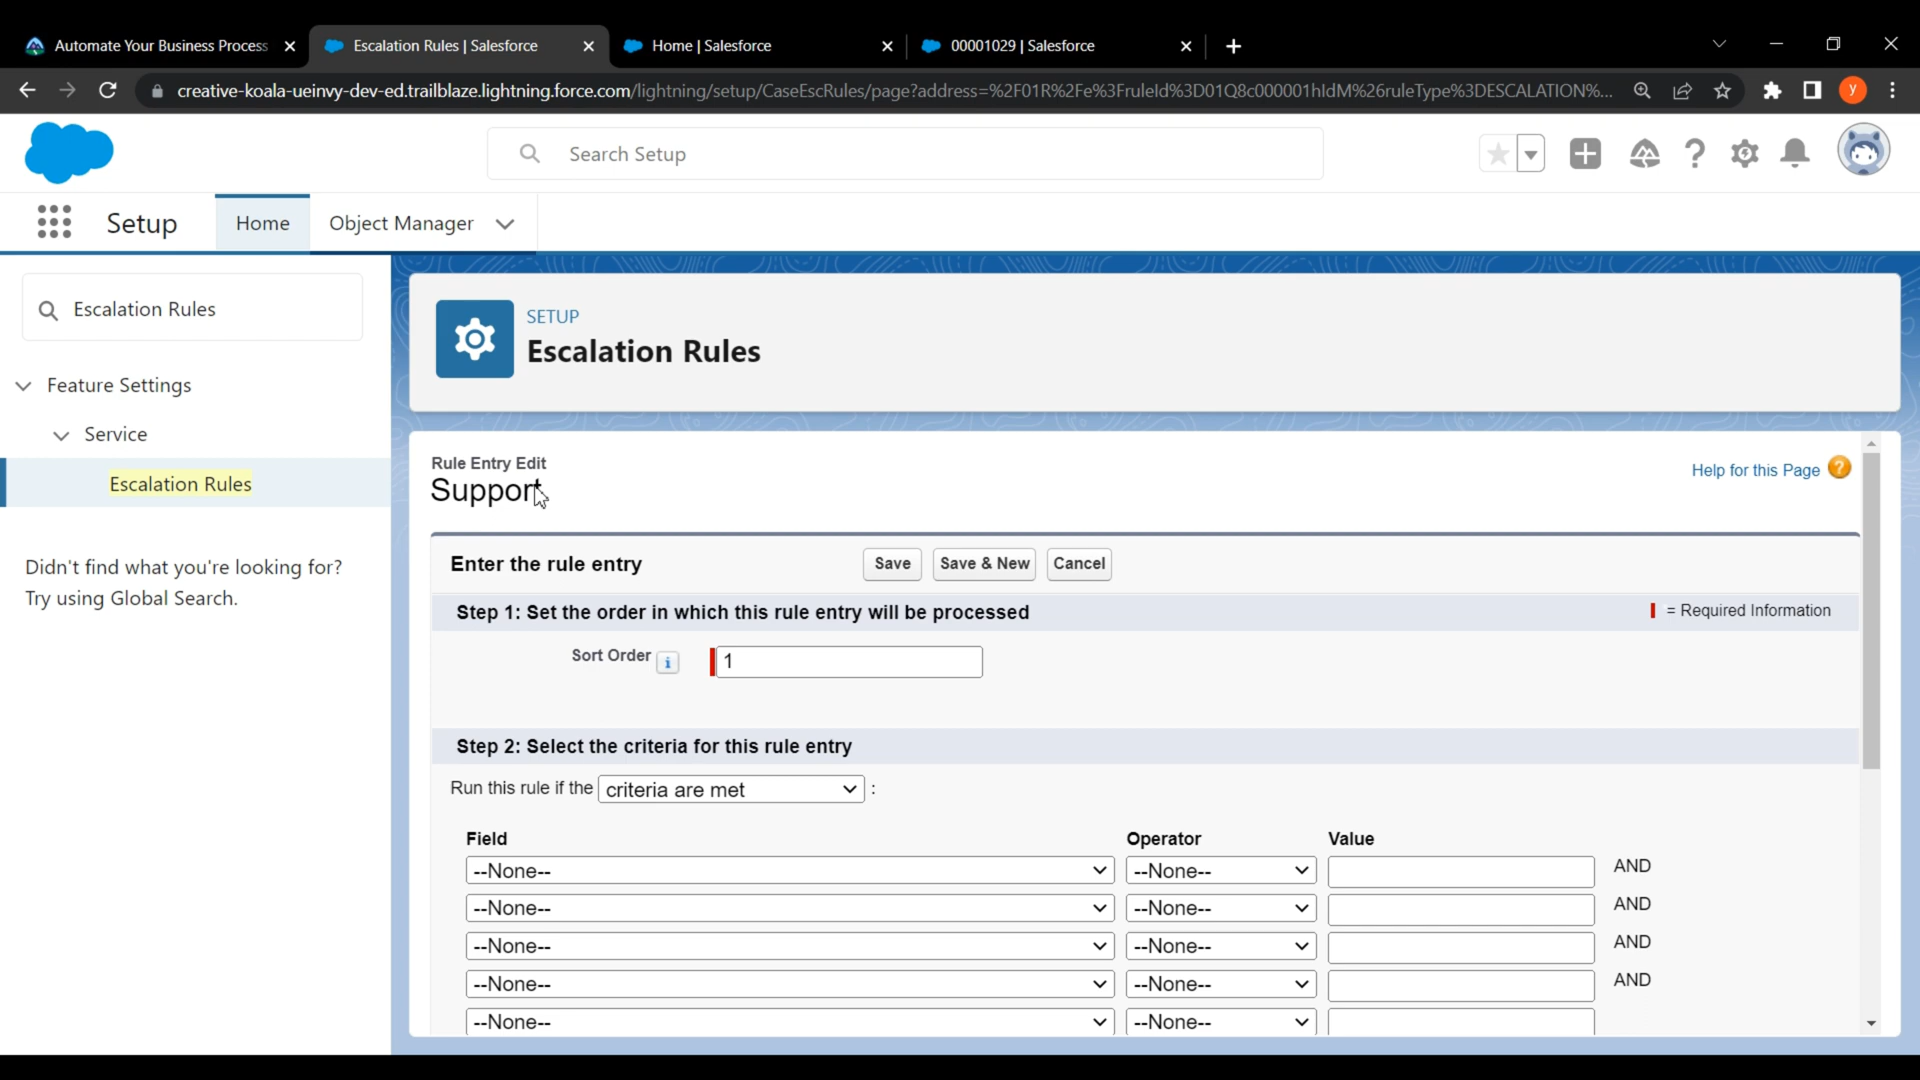 Automate Your Business Process
Escalation Rules | Salesforce
Home | Salesforce
00001029 | Salesforce
creative-koala-ueinvy-dev-ed.trailblaze.lightning.force.com/lightning/setup/CaseEscRules/page?address=%2F01R%2Fe%3FruleId%3D01Q8c000001hIdM%26ruleType%3DESCALATION%...
y
Search Setup
Setup
Home
Object Manager
Escalation Rules
Feature Settings
Service
Escalation Rules
Didn't find what you're looking for?
Try using Global Search.
SETUP
Escalation Rules
Rule Entry Edit
Support
Help for this Page
Enter the rule entry
Save
Save & New
Cancel
Step 1: Set the order in which this rule entry will be processed
= Required Information
Sort Order
1
Step 2: Select the criteria for this rule entry
Run this rule if the criteria are met :
Field Operator Value
--None-- --None-- AND
--None-- --None-- AND
--None-- --None-- AND
--None-- --None-- AND
--None-- --None--